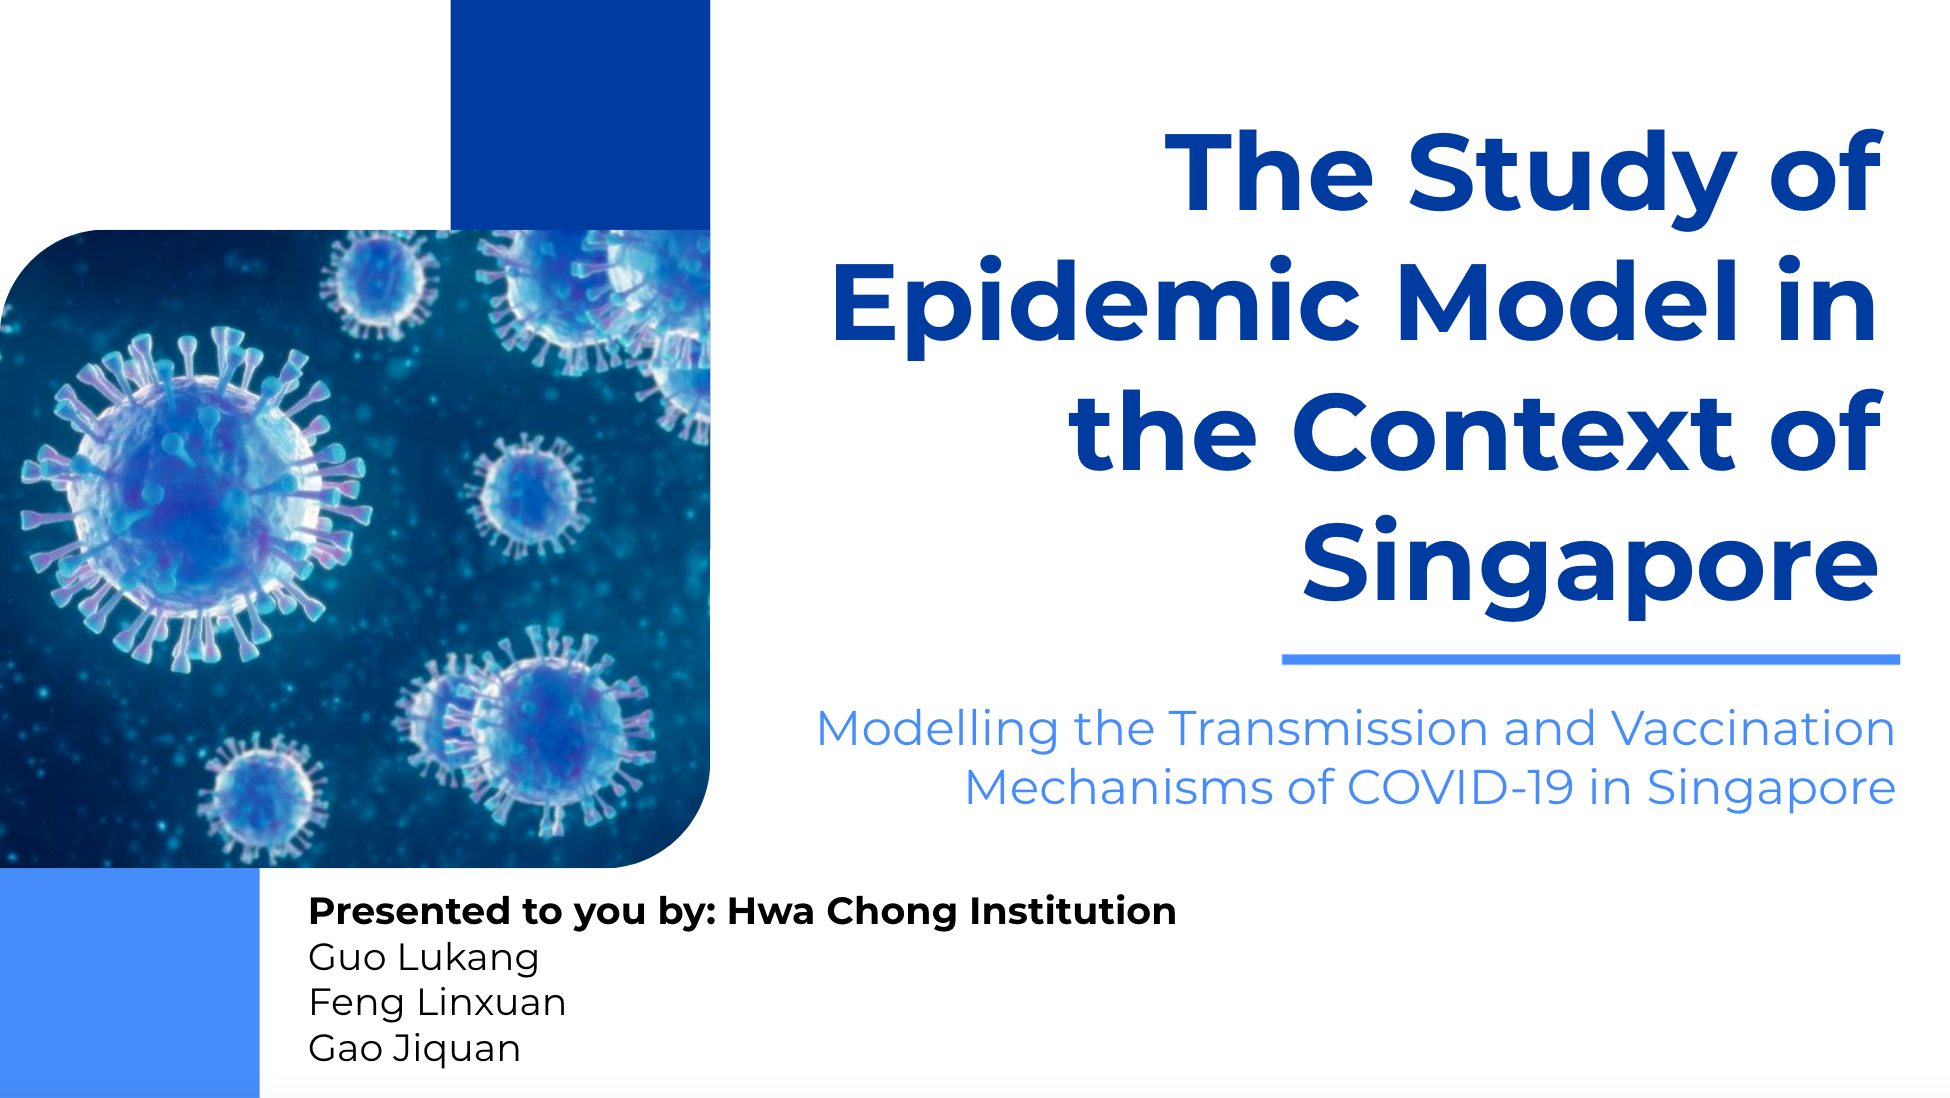 The Study of
Epidemic Model in
the Context of
Singapore
Modelling the Transmission and Vaccination
Mechanisms of COVID-19 in Singapore
Presented to you by: Hwa Chong Institution
Guo Lukang
Feng Linxuan
Gao Jiquan